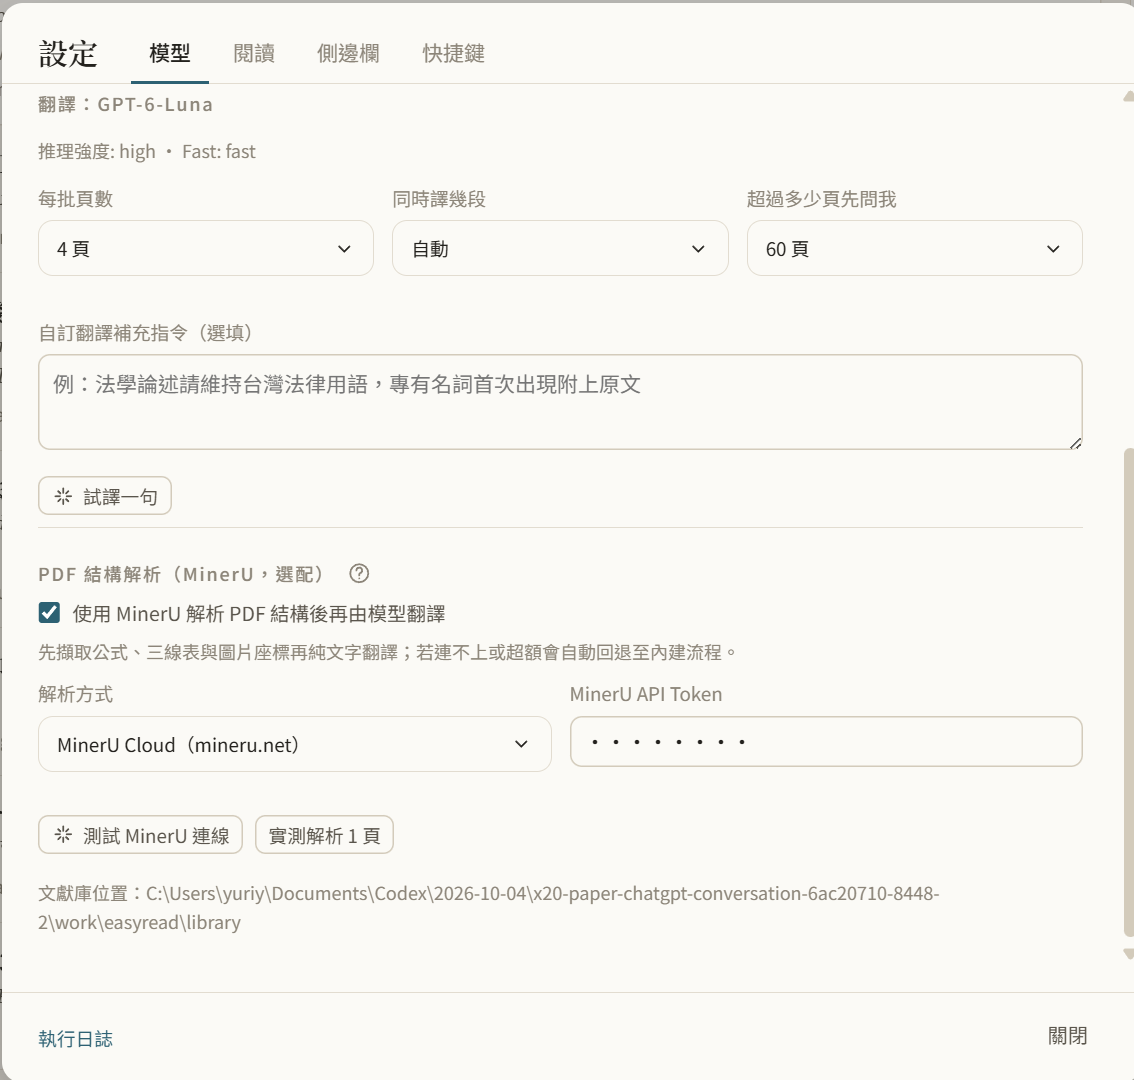 設定 模型 閱讀 側邊欄 快捷鍵
翻譯：GPT-6-Luna
推理強度: high ・ Fast: fast
每批頁數 同時譯幾段 超過多少頁先問我
4 頁 自動 60 頁
自訂翻譯補充指令（選填）
例：法學論述請維持台灣法律用語，專有名詞首次出現附上原文
試譯一句
PDF 結構解析（MinerU，選配）
使用 MinerU 解析 PDF 結構後再由模型翻譯
先擷取公式、三線表與圖片座標再純文字翻譯；若連不上或超額會自動回退至內建流程。
解析方式 MinerU API Token
MinerU Cloud（mineru.net） ••••••••
測試 MinerU 連線 實測解析 1 頁
文獻庫位置：C:\Users\yuriy\Documents\Codex\2026-10-04\x20-paper-chatgpt-conversation-6ac20710-8448-
2\work\easyread\library
執行日誌 關閉